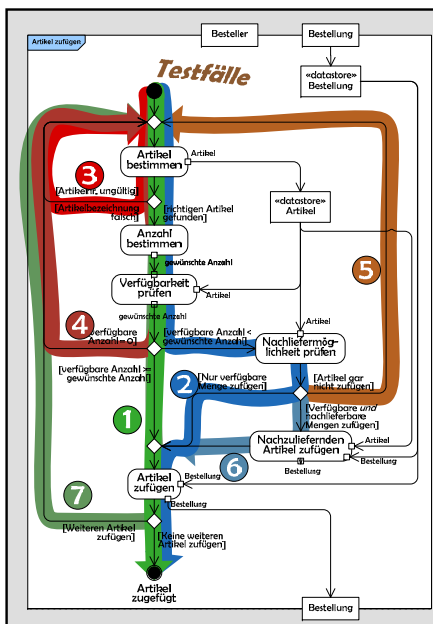 Besteller
Bestellung
Artikel zufügen
Testfälle
«datastore»
Bestellung
Artikel
bestimmen
Artikel
3
[Artikelnr. ungültig]
[Artikelbezeichnung
falsch]
[richtigen Artikel
gefunden]
«datastore»
Artikel
Anzahl
bestimmen
gewünschte Anzahl
5
Verfügbarkeit
prüfen
Artikel
gewünschte Anzahl
4
[verfügbare
Anzahl=0]
[verfügbare Anzahl <
gewünschte Anzahl]
Artikel
Nachliefermög-
lichkeit prüfen
[verfügbare Anzahl >=
gewünschte Anzahl]
2
[Nur verfügbare
Menge zufügen]
[Artikel gar
nicht zufügen]
1
[Verfügbare und
nachlieferbare
Mengen zufügen]
Nachzuliefernden
Artikel zufügen
Artikel
Bestellung
Bestellung
6
7
Artikel
zufügen
Bestellung
Bestellung
[Weiteren Artikel
zufügen]
[Keine weiteren
Artikel zufügen]
Artikel
zugefügt
Bestellung